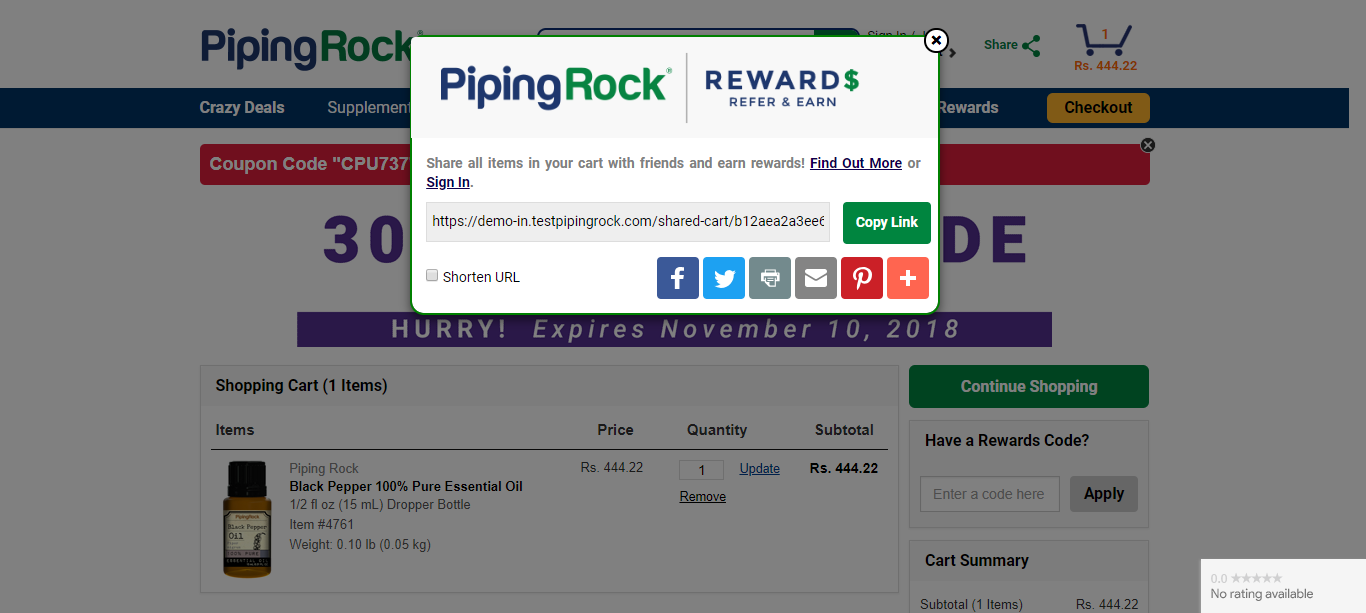 PipingRock
Sign In /
Share
1
Rs. 444.22
PipingRock®
REWARD$
REFER & EARN
Crazy Deals
Supplement
Rewards
Checkout
Share all items in your cart with friends and earn rewards! Find Out More or
Sign In.
Coupon Code "CPU737
https://demo-in.testpipingrock.com/shared-cart/b12aea2a3ee6
Copy Link
30
DE
Shorten URL
HURRY! Expires November 10, 2018
Shopping Cart (1 Items)
Continue Shopping
Items Price Quantity Subtotal
Have a Rewards Code?
Piping Rock Rs. 444.22 1 Update Rs. 444.22
Black Pepper 100% Pure Essential Oil
Remove
1/2 fl oz (15 mL) Dropper Bottle
Item #4761
Weight: 0.10 lb (0.05 kg)
PipingRock
Black Pepper
Oil
100% PURE
ESSENTIAL OIL
Enter a code here
Apply
Cart Summary
Subtotal (1 Items) Rs. 444.22
0.0 ★★★★★
No rating available